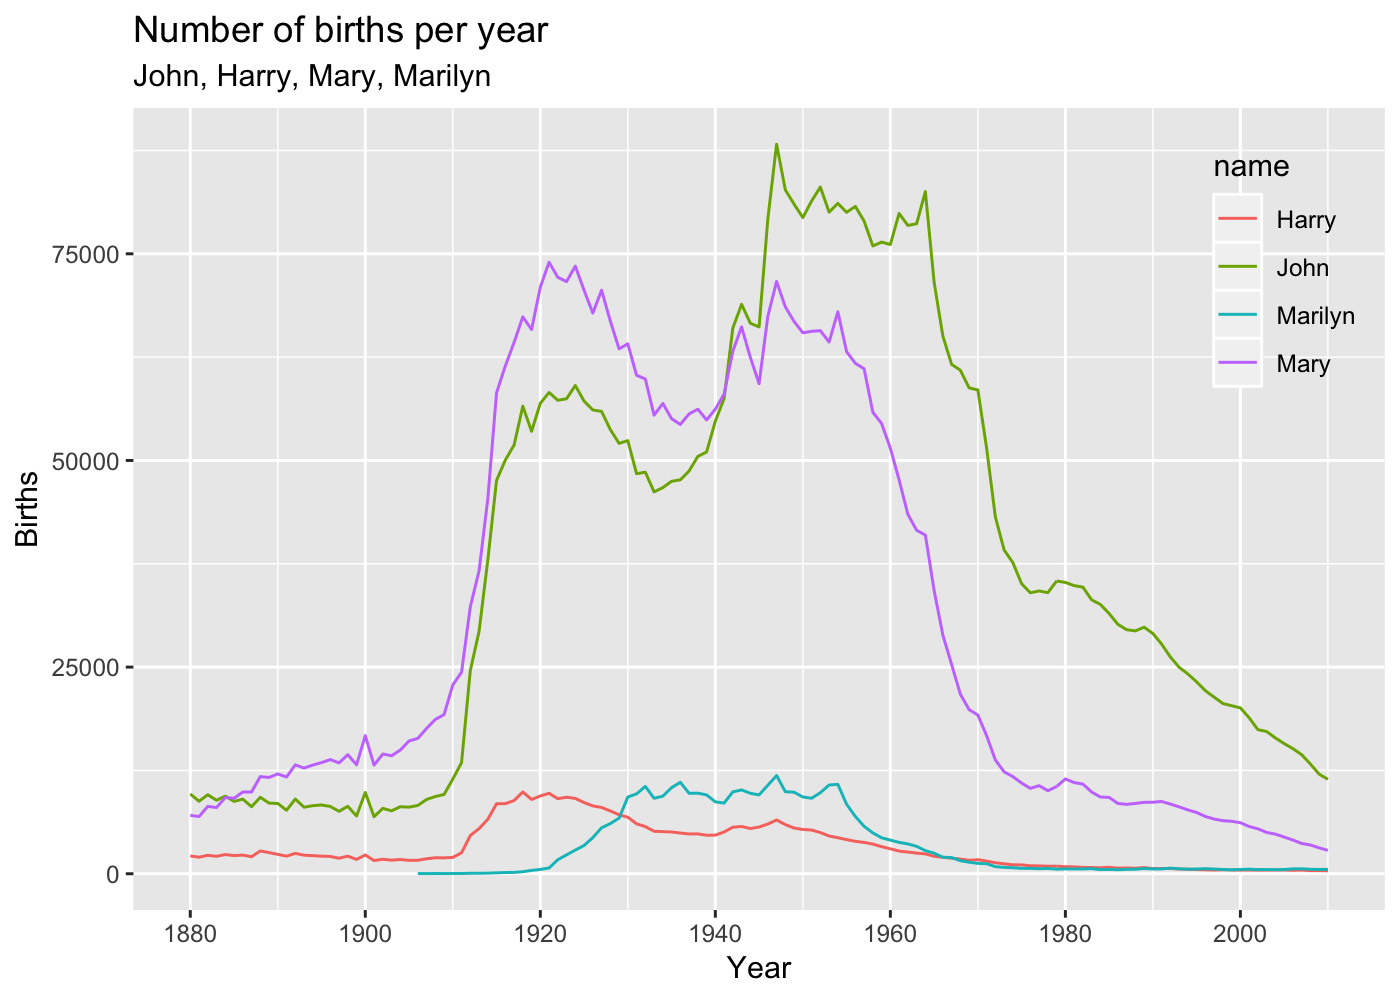 Number of births per year
John, Harry, Mary, Marilyn
name
Harry
John
Marilyn
Mary
75000
50000
25000
0
Births
1880 1900 1920 1940 1960 1980 2000
Year